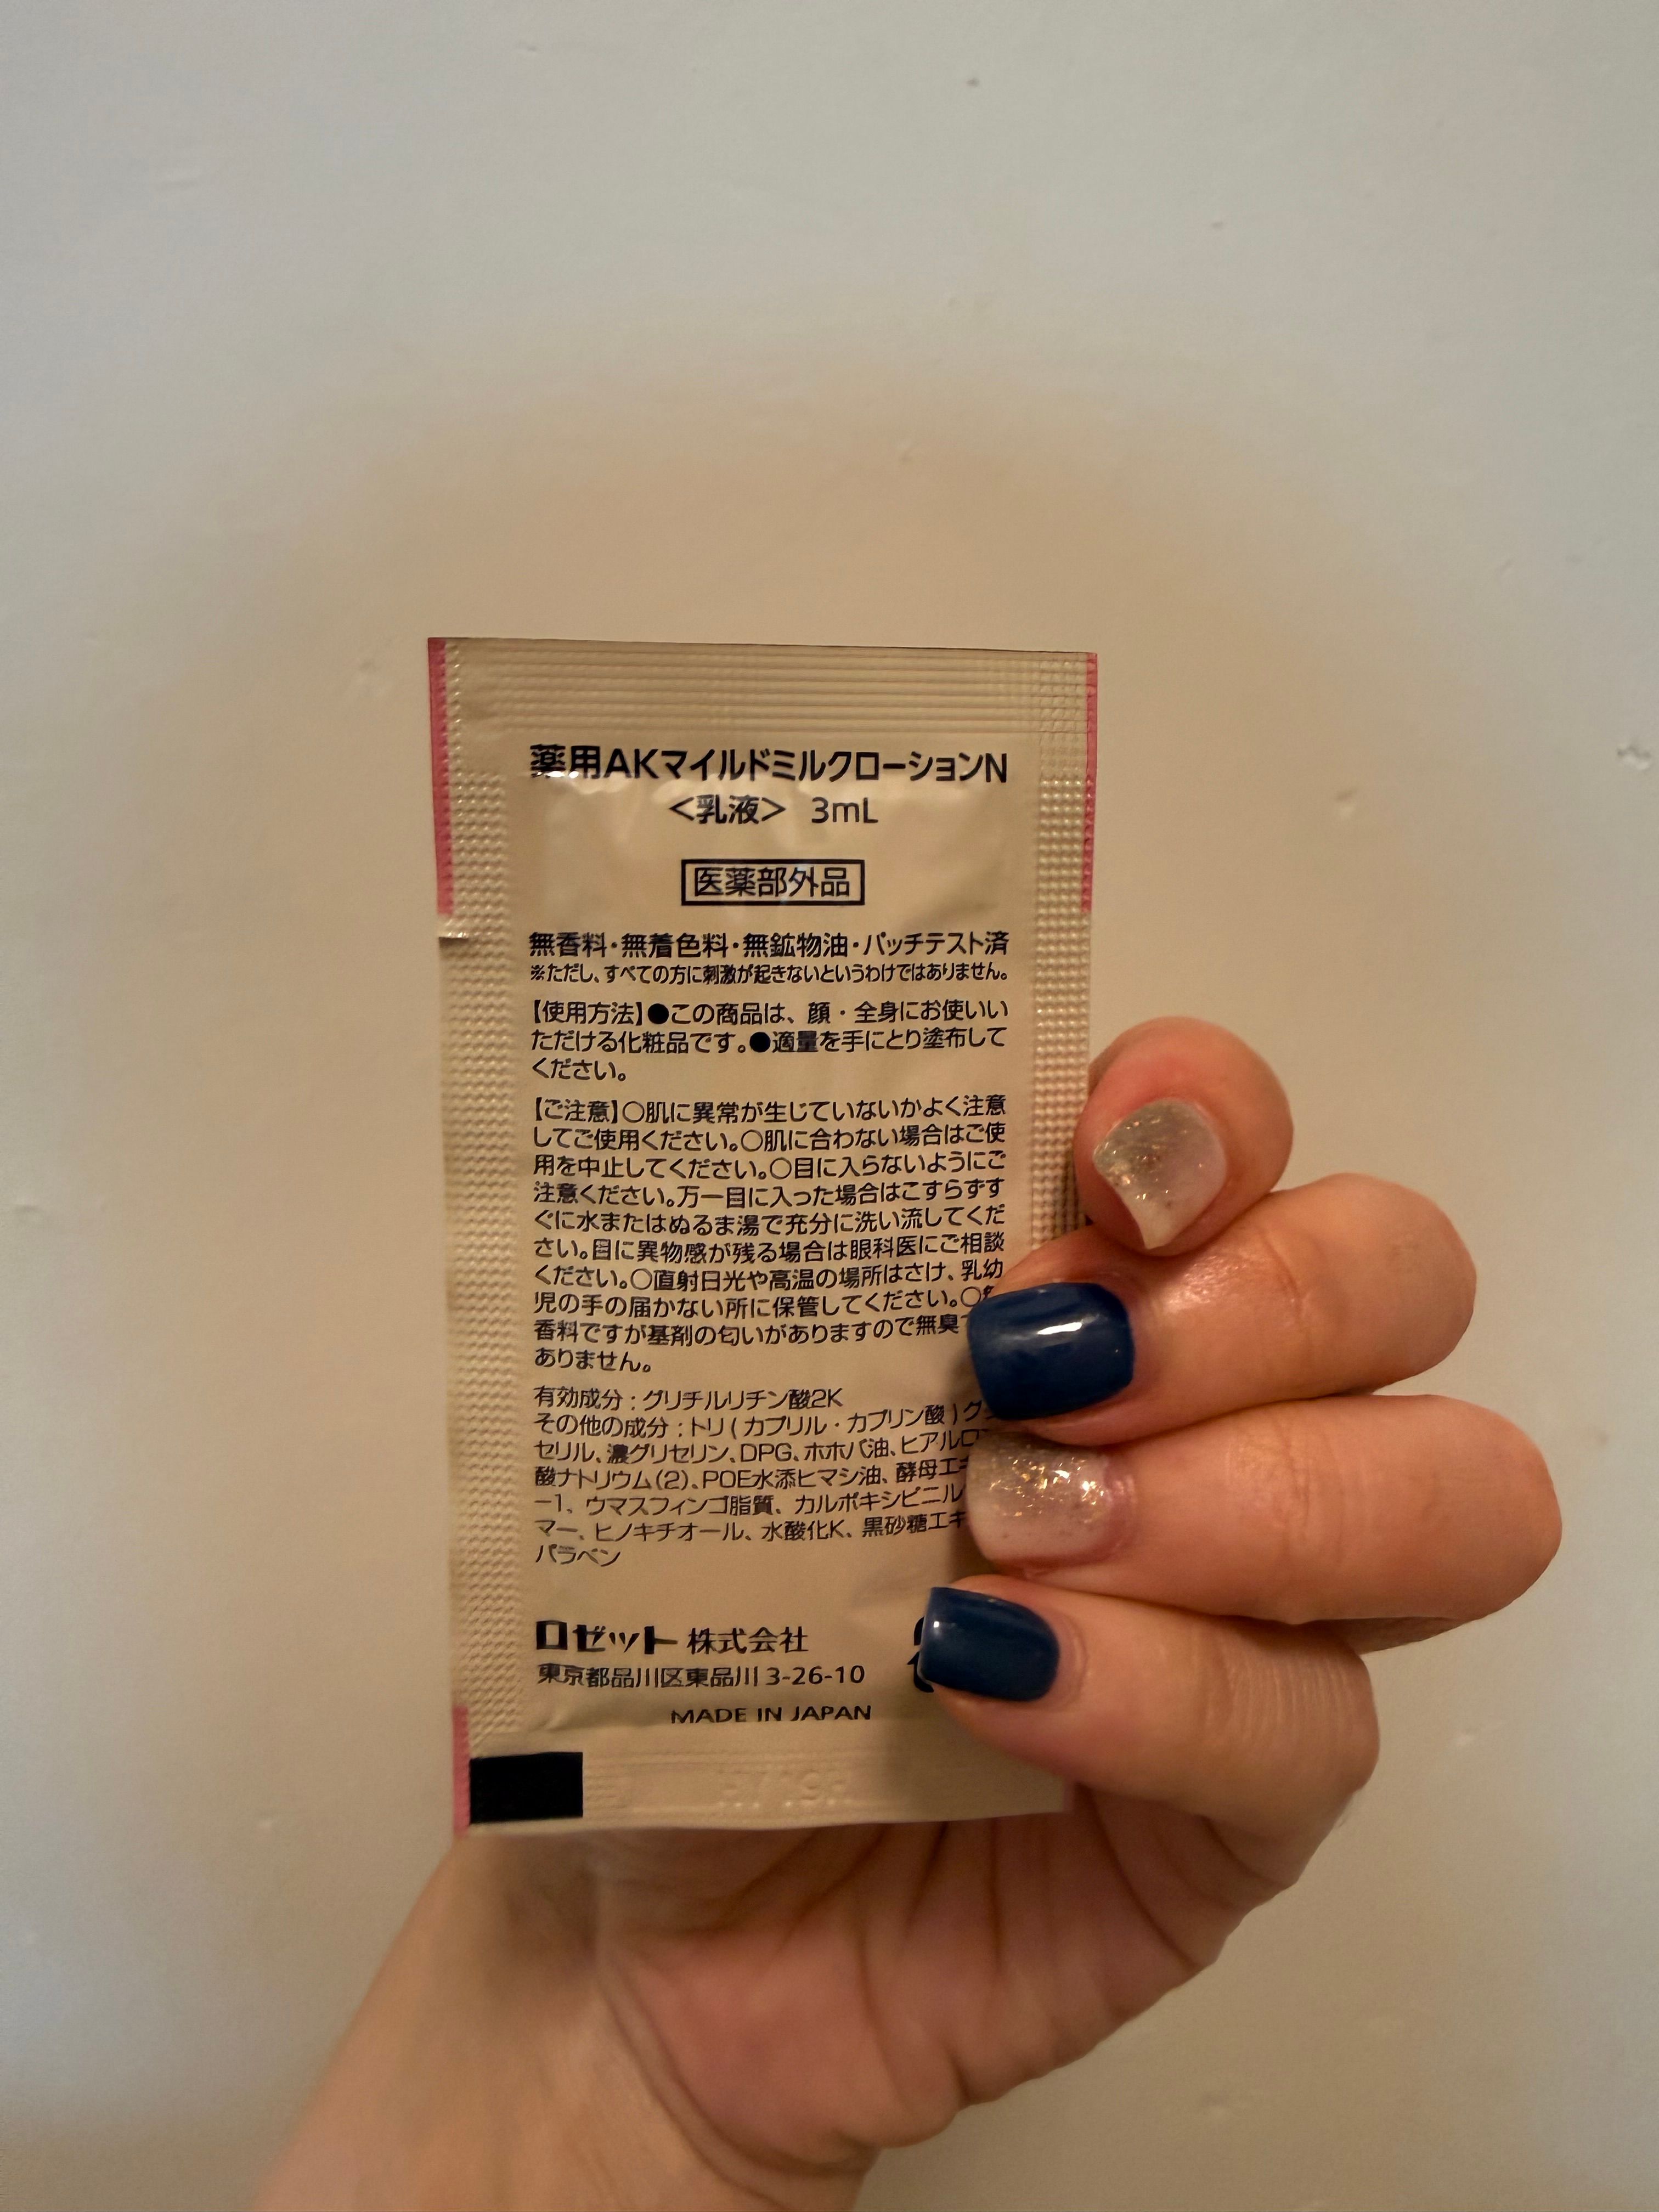 薬用AKマイルドミルクローションN
＜乳液＞ 3mL
医薬部外品
無香料・無着色料・無鉱物油・パッチテスト済
※ただし、すべての方に刺激が起きないというわけではありません。
【使用方法】●この商品は、顔・全身にお使いい
ただける化粧品です。●適量を手にとり塗布して
ください。
【ご注意】○肌に異常が生じていないかよく注意
してご使用ください。○肌に合わない場合はご使
用を中止してください。○目に入らないようにご
注意ください。万一目に入った場合はこすらずす
ぐに水またはぬるま湯で充分に洗い流してくだ
さい。目に異物感が残る場合は眼科医にご相談
ください。○直射日光や高温の場所はさけ、乳幼
児の手の届かない所に保管してください。○
香料ですが基剤の匂いがありますので無臭
ありません。
有効成分：グリチルリチン酸2K
その他の成分：トリ(カプリル・カプリン酸)グ
セリル、濃グリセリン、DPG、ホホバ油、ヒアルロ
酸ナトリウム(2)、POE水添ヒマシ油、酵母エキ
－1、ウマスフィンゴ脂質、カルボキシビニル
マー、ヒノキチオール、水酸化K、黒砂糖エキ
パラベン
ロゼット株式会社
東京都品川区東品川 3-26-10
MADE IN JAPAN